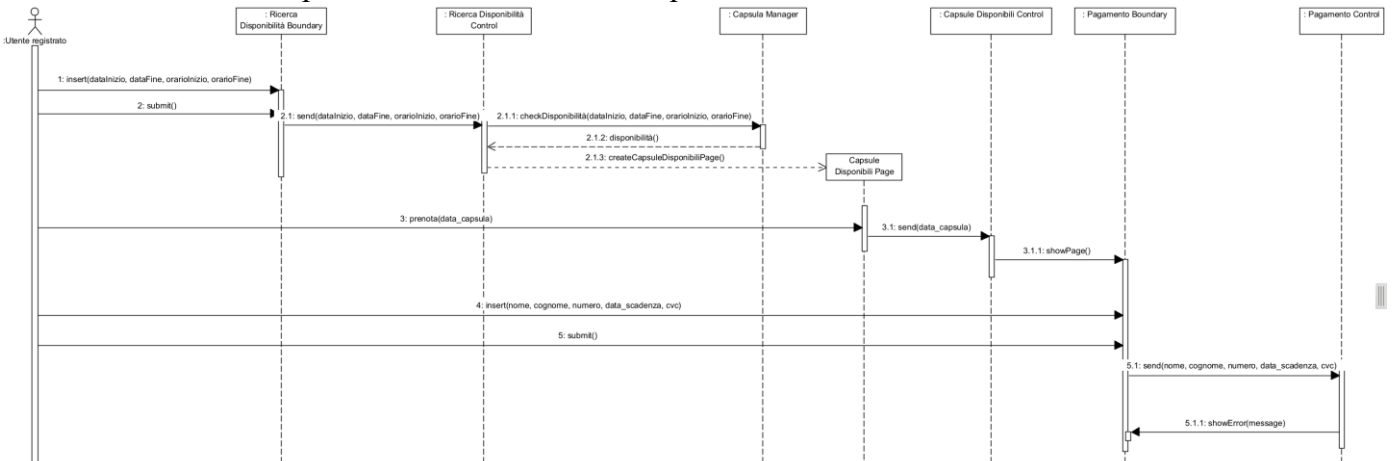 : Ricerca
Disponibilità Boundary
: Ricerca Disponibilità
Control
: Capsula Manager
: Capsule Disponibili Control
: Pagamento Boundary
: Pagamento Control
:Utente registrato
1: insert(dataInizio, dataFine, orarioInizio, orarioFine)
2: submit()
2.1: send(dataInizio, dataFine, orarioInizio, orarioFine)
2.1.1: checkDisponibilità(dataInizio, dataFine, orarioInizio, orarioFine)
2.1.2: disponibilità()
2.1.3: createCapsuleDisponibiliPage()
Capsule
Disponibili Page
3: prenota(data_capsula)
3.1: send(data_capsula)
3.1.1: showPage()
4: insert(nome, cognome, numero, data_scadenza, cvc)
5: submit()
5.1: send(nome, cognome, numero, data_scadenza, cvc)
5.1.1: showError(message)